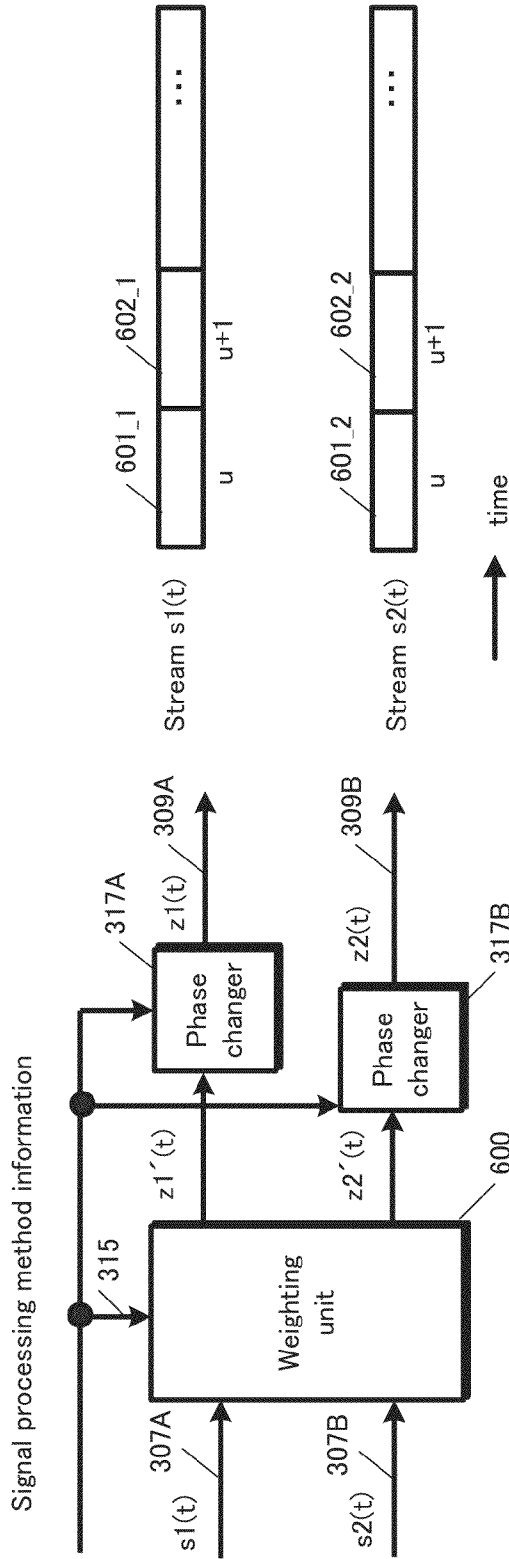 Signal processing method information
315
s1(t)
307A
s2(t)
307B
Weighting
unit
600
z1´(t)
z2´(t)
317A
Phase
changer
z1(t)
309A
Phase
changer
317B
z2(t)
309B
Stream s1(t)
601_1
602_1
...
u
u+1
Stream s2(t)
601_2
602_2
...
u
u+1
time